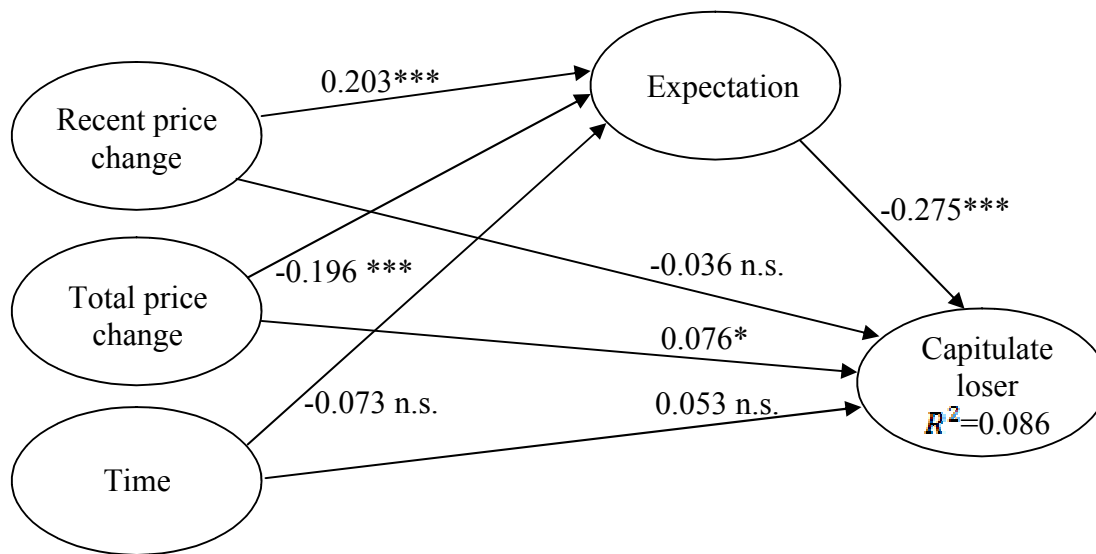 0.203***
Expectation
Recent price
change
-0.275***
-0.196 ***
-0.036 n.s.
Total price
change
0.076*
Capitulate
loser
R²=0.086
-0.073 n.s.
0.053 n.s.
Time